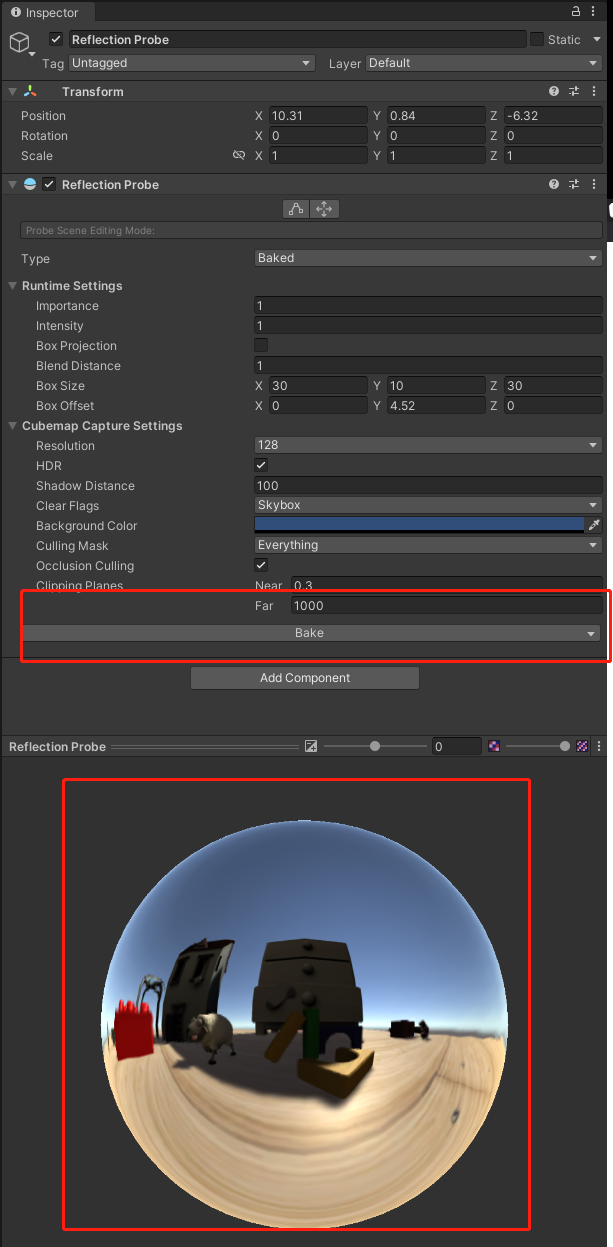 Inspector
Reflection Probe Static
Tag Untagged Layer Default
Transform
Position X 10.31 Y 0.84 Z -6.32
Rotation X 0 Y 0 Z 0
Scale X 1 Y 1 Z 1
Reflection Probe
Probe Scene Editing Mode:
Type Baked
Runtime Settings
Importance 1
Intensity 1
Box Projection
Blend Distance 1
Box Size X 30 Y 10 Z 30
Box Offset X 0 Y 4.52 Z 0
Cubemap Capture Settings
Resolution 128
HDR
Shadow Distance 100
Clear Flags Skybox
Background Color
Culling Mask Everything
Occlusion Culling
Clipping Planes Near 0.3
Far 1000
Bake
Add Component
Reflection Probe 0